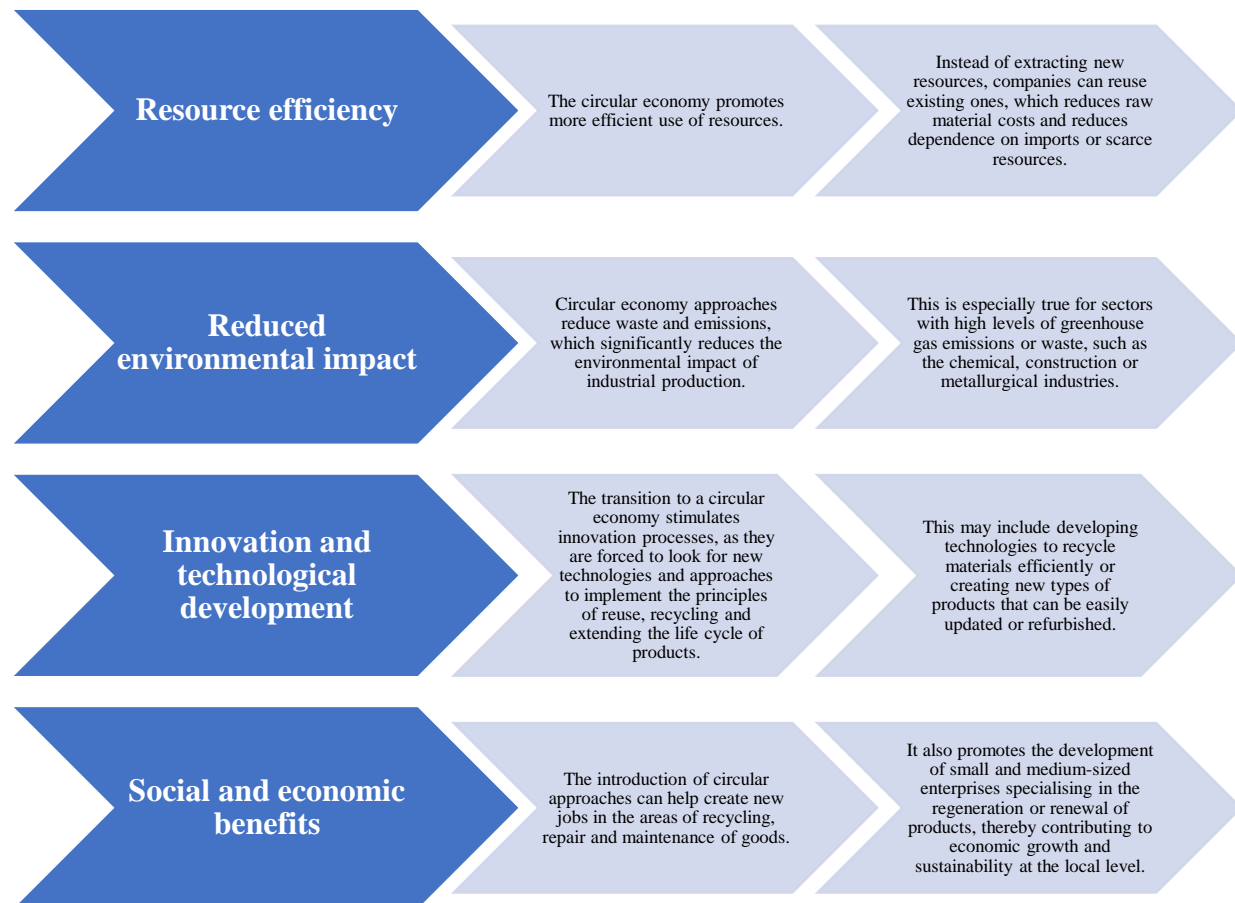 Resource efficiency
The circular economy promotes
more efficient use of resources.
Instead of extracting new
resources, companies can reuse
existing ones, which reduces raw
material costs and reduces
dependence on imports or scarce
resources.
Reduced
environmental impact
Circular economy approaches
reduce waste and emissions,
which significantly reduces the
environmental impact of
industrial production.
This is especially true for sectors
with high levels of greenhouse
gas emissions or waste, such as
the chemical, construction or
metallurgical industries.
Innovation and
technological
development
The transition to a circular
economy stimulates
innovation processes, as they
are forced to look for new
technologies and approaches
to implement the principles
of reuse, recycling and
extending the life cycle of
products.
This may include developing
technologies to recycle
materials efficiently or
creating new types of
products that can be easily
updated or refurbished.
Social and economic
benefits
The introduction of circular
approaches can help create new
jobs in the areas of recycling,
repair and maintenance of goods.
It also promotes the development
of small and medium-sized
enterprises specialising in the
regeneration or renewal of
products, thereby contributing to
economic growth and
sustainability at the local level.